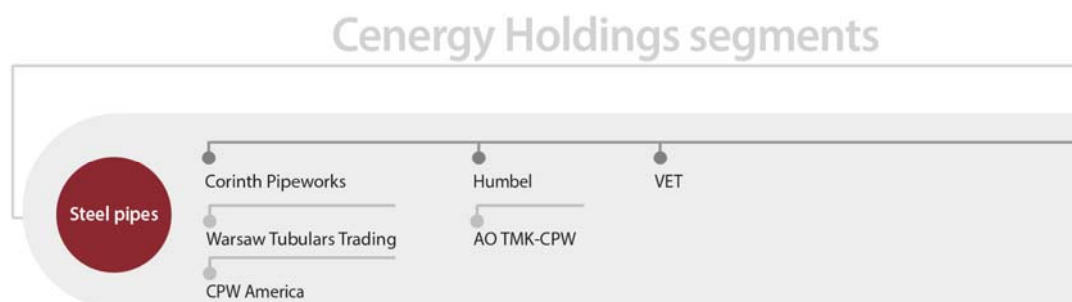 Cenergy Holdings segments
Steel pipes
Corinth Pipeworks
Humbel
VET
Warsaw Tubulars Trading
AO TMK-CPW
CPW America